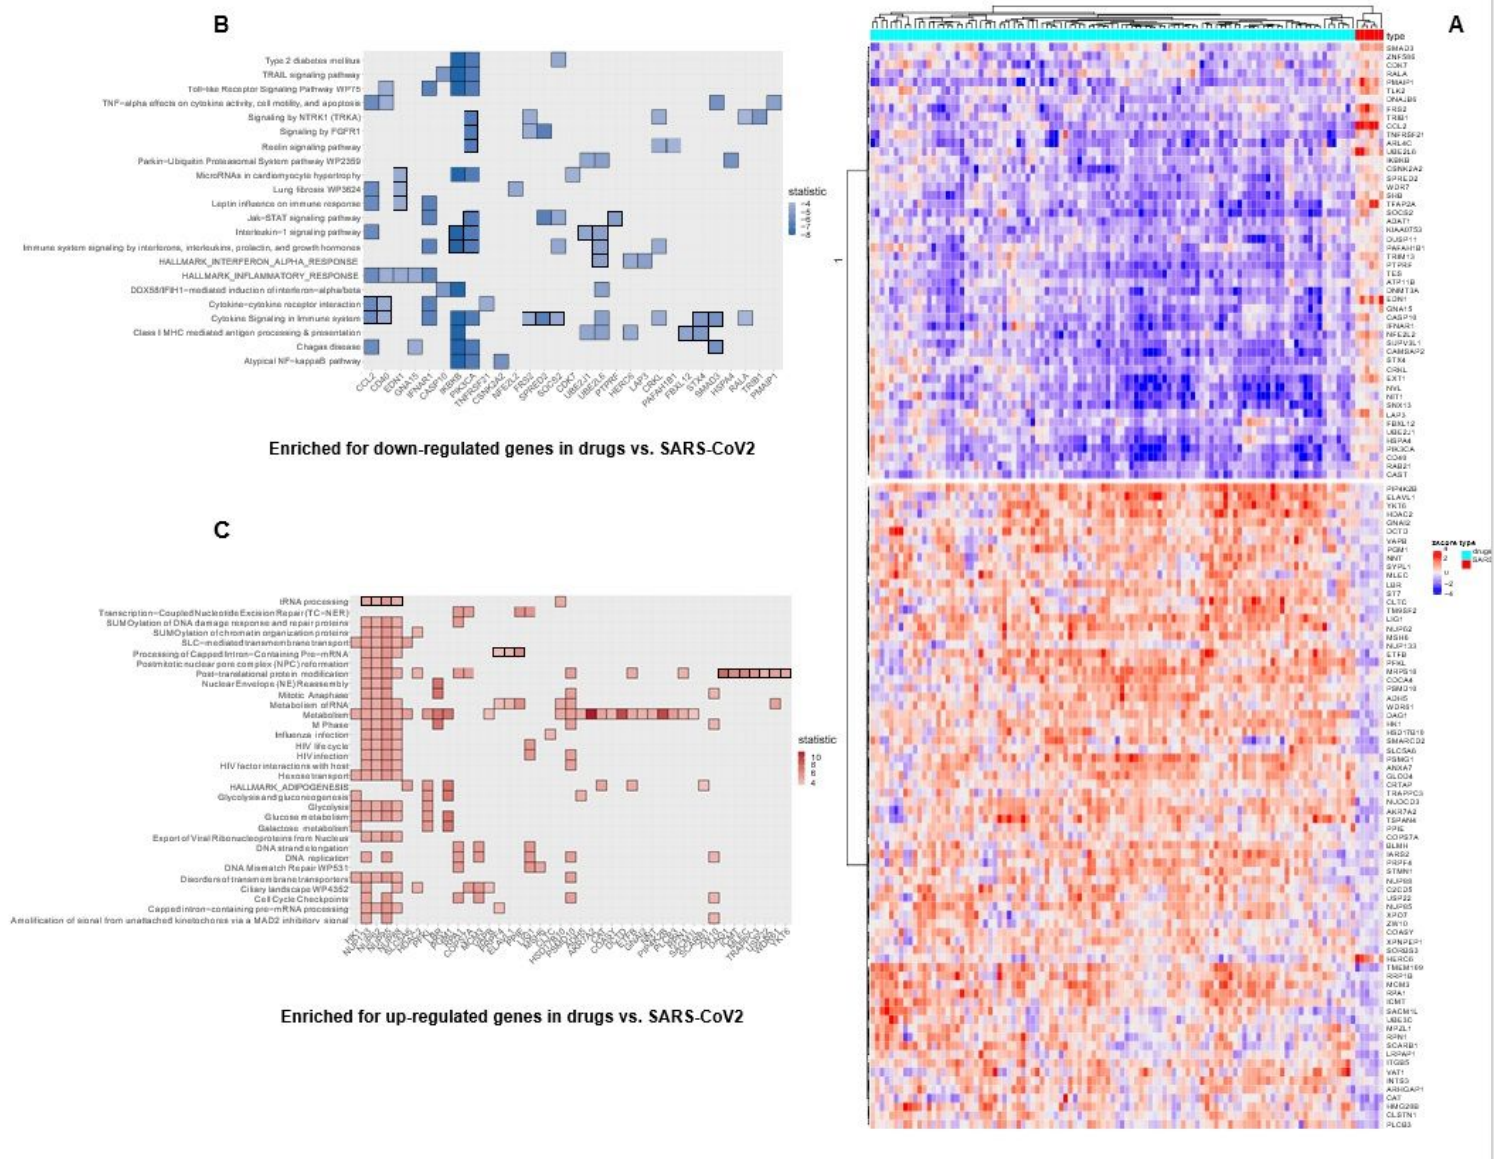 B
Type 2 diabetes mellitus
TRAIL signaling pathway
Toll-like Receptor Signaling Pathway WP75
TNF-alpha effects on cytokine activity, cell motility, and apoptosis
Signaling by NTRK1 (TRKA)
Signaling by FGFR1
Reelin signaling pathway
Parkin-Ubiquitin Proteasomal System pathway WP2359
MicroRNAs in cardiomyocyte hypertrophy
Lung fibrosis WP3624
Leptin influence on immune response
Jak-STAT signaling pathway
Interleukin-1 signaling pathway
Immune system signaling by interferons, interleukins, prolactin, and growth hormones
HALLMARK_INTERFERON_ALPHA_RESPONSE
HALLMARK_INFLAMMATORY_RESPONSE
DDX58/IFIH1-mediated induction of interferon-alpha/beta
Cytokine-cytokine receptor interaction
Cytokine Signaling in Immune system
Class I MHC mediated antigen processing & presentation
Chagas disease
Atypical NF-kappaB pathway
CCL2
CD40
EDN1
GNA15
IFNAR1
CASP10
IKBKB
PIK3CA
TNFRSF21
CSNK2A2
NFE2L2
FRS2
SPRED2
SOCS2
CDK7
UBE2J1
UBE2L6
PTPRF
HERC6
LAP3
CRKL
PAFAH1B1
FBXL12
STX4
SMAD3
HSPA4
RALA
TRIB1
PMAIP1
statistic
-4
-5
-6
-7
-8
Enriched for down-regulated genes in drugs vs. SARS-CoV2
C
tRNA processing
Transcription-Coupled Nucleotide Excision Repair (TC-NER)
SUMOylation of DNA damage response and repair proteins
SUMOylation of chromatin organization proteins
SLC-mediated transmembrane transport
Processing of Capped Intron-Containing Pre-mRNA
Postmitotic nuclear pore complex (NPC) reformation
Post-translational protein modification
Nuclear Envelope (NE) Reassembly
Mitotic Anaphase
Metabolism of RNA
Metabolism
M Phase
Influenza infection
HIV life cycle
HIV infection
HIV factor interactions with host
Hexose transport
HALLMARK_ADIPOGENESIS
Glycolysis and gluconeogenesis
Glycolysis
Glucose metabolism
Galactose metabolism
Export of Viral Ribonucleoproteins from Nucleus
DNA strand elongation
DNA replication
DNA Mismatch Repair WP531
Disorders of transmembrane transporters
Ciliary landscape WP4352
Cell Cycle Checkpoints
Capped intron-containing pre-mRNA processing
Amplification of signal from unattached kinetochores via a MAD2 inhibitory signal
statistic
10
8
6
4
Enriched for up-regulated genes in drugs vs. SARS-CoV2
A
type
1
SMAD3
ZNF586
CDK7
RALA
PMAIP1
TLK2
DNAJB6
FRS2
TRIB1
CCL2
TNFRSF21
ARL4C
UBE2L6
IKBKB
CSNK2A2
SPRED2
WDR7
SHB
TFAP2A
SOCS2
ADAT1
KIAA0753
DUSP11
PAFAH1B1
TRIM13
PTPRF
TES
ATP11B
DNMT3A
EDN1
GNA15
CASP10
IFNAR1
NFE2L2
SUPV3L1
CAMSAP2
STX4
CRKL
EXT1
NVL
NIT1
SNX13
LAP3
FBXL12
UBE2J1
HSPA4
PIK3CA
CD40
RAB21
CAST
PIP4K2B
ELAVL1
YKT6
HDAC2
GNAI2
DCTD
VAPB
PGM1
NNT
SYPL1
MLEC
LBR
ST7
CLTC
TM9SF2
LIG1
NUP62
MSH6
NUP133
ETFB
PFKL
MRPS18
CDCA4
PSMD10
ADH5
WDR61
DAG1
HK1
HSD17B10
SMARCD2
SLC5A6
PSMG1
ANXA7
GLOD4
CRTAP
TRAPPC3
NUDCD3
AKR7A2
TSPAN4
PPIE
COPS7A
BLMH
IARS2
PRPF4
STMN1
NUP88
C2CD5
USP22
NUP85
XPO7
ZW10
COASY
XPNPEP1
SORBS3
HERC6
TMEM109
RRP1B
MCM3
RPA1
ICMT
SACM1L
UBE3C
MPZL1
RPN1
SCARB1
LRPAP1
ITGB5
VAT1
INTS3
ARHGAP1
CAT
HMG20B
CLSTN1
PLCB3
zscore type
4
2
0
-2
-4
drugs
SARS